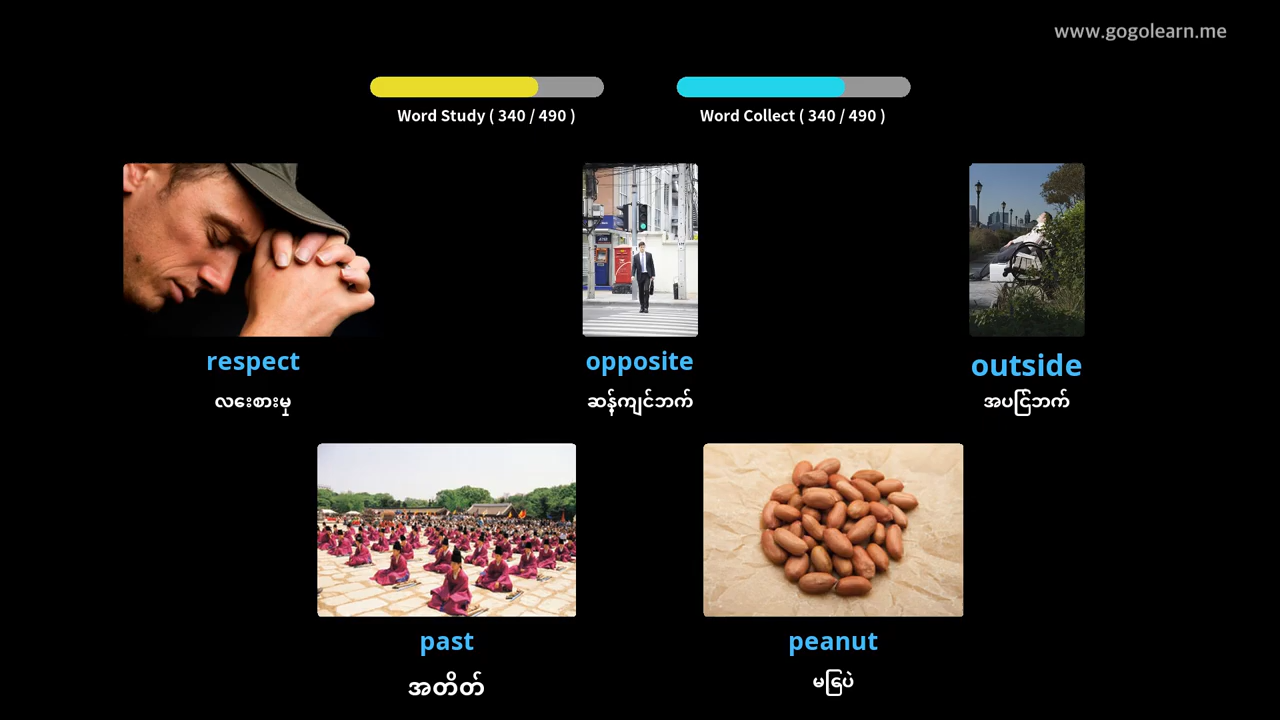 www.gogolearn.me
Word Study ( 340 / 490 )
Word Collect ( 340 / 490 )
respect
လေးစားမှု
opposite
ဆန့်ကျင်ဘက်
outside
အပြင်ဘက်
past
အတိတ်
peanut
မြေပဲ